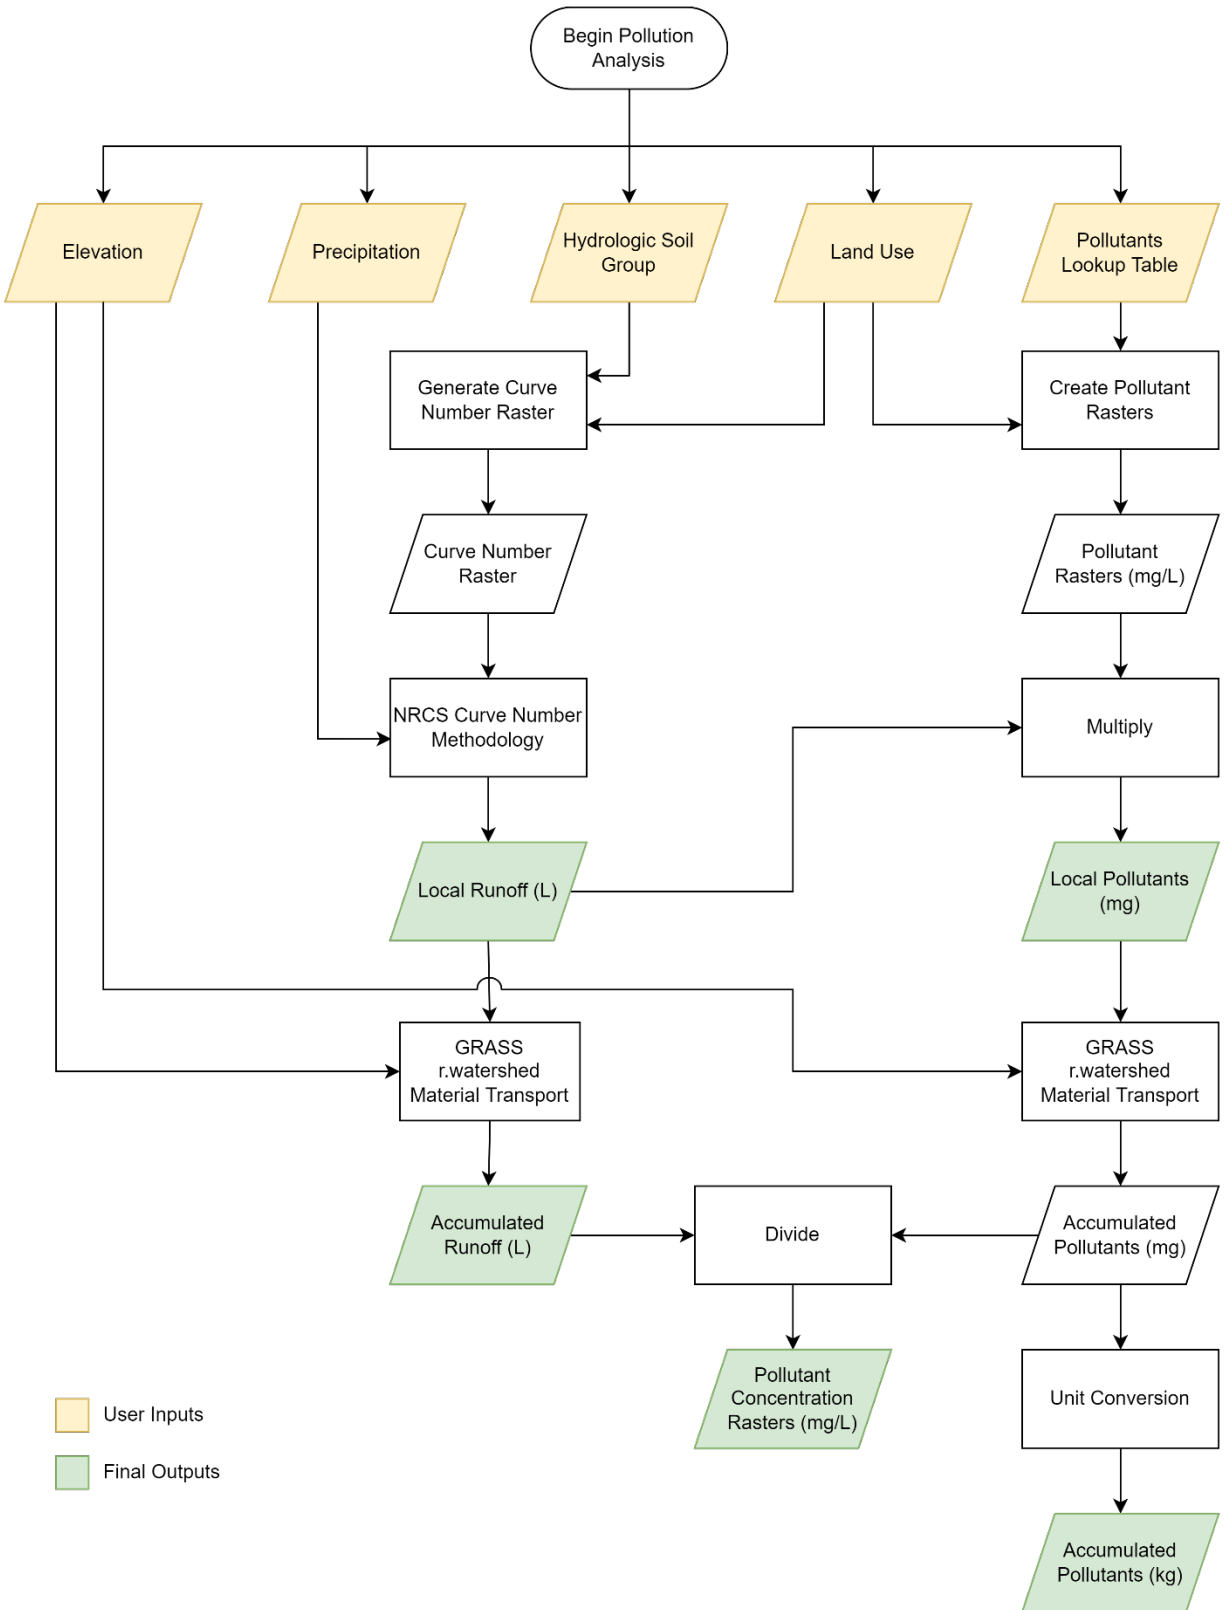 Begin Pollution
Analysis
Elevation
Precipitation
Hydrologic Soil
Group
Land Use
Pollutants
Lookup Table
Generate Curve
Number Raster
Create Pollutant
Rasters
Curve Number
Raster
Pollutant
Rasters (mg/L)
NRCS Curve Number
Methodology
Multiply
Local Runoff (L)
Local Pollutants
(mg)
GRASS
r.watershed
Material Transport
GRASS
r.watershed
Material Transport
Accumulated
Runoff (L)
Divide
Accumulated
Pollutants (mg)
Pollutant
Concentration
Rasters (mg/L)
Unit Conversion
User Inputs
Final Outputs
Accumulated
Pollutants (kg)